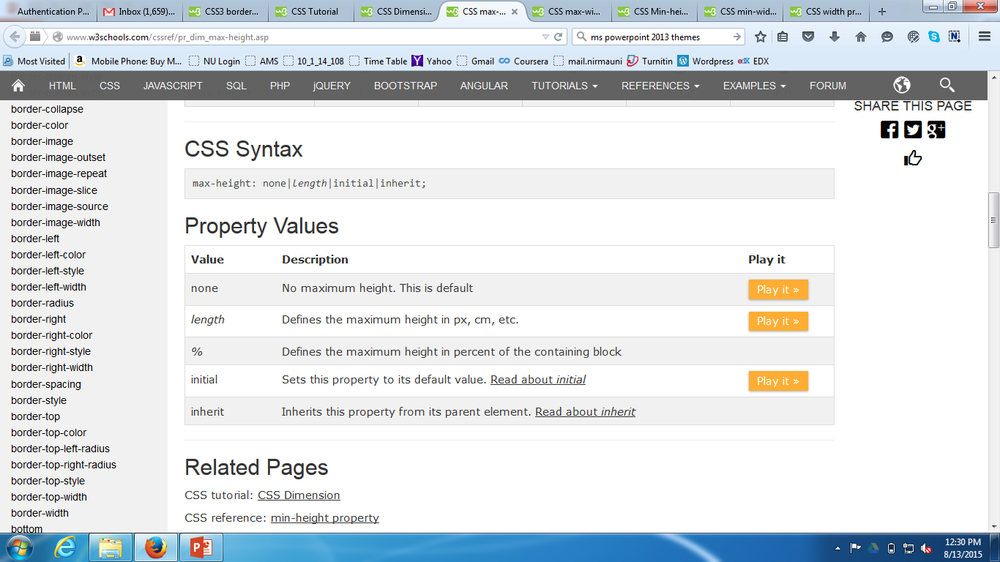 Authentication P...
Inbox (1,659)...
CSS3 border...
CSS Tutorial
CSS Dimensi...
CSS max-...
CSS max-wi...
CSS Min-hei...
CSS min-wid...
CSS width pr...
www.w3schools.com/cssref/pr_dim_max-height.asp
ms powerpoint 2013 themes
Most Visited
Mobile Phone: Buy M...
NU Login
AMS
10_1_14_108
Time Table
Yahoo
Gmail
Coursera
mail.nirmauni
Turnitin
Wordpress
EDX
HTML
CSS
JAVASCRIPT
SQL
PHP
jQUERY
BOOTSTRAP
ANGULAR
TUTORIALS
REFERENCES
EXAMPLES
FORUM
border-collapse
border-color
border-image
border-image-outset
border-image-repeat
border-image-slice
border-image-source
border-image-width
border-left
border-left-color
border-left-style
border-left-width
border-radius
border-right
border-right-color
border-right-style
border-right-width
border-spacing
border-style
border-top
border-top-color
border-top-left-radius
border-top-right-radius
border-top-style
border-top-width
border-width
bottom
CSS Syntax
max-height: none|length|initial|inherit;
Property Values
Value Description Play it
none No maximum height. This is default Play it »
length Defines the maximum height in px, cm, etc. Play it »
% Defines the maximum height in percent of the containing block
initial Sets this property to its default value. Read about initial Play it »
inherit Inherits this property from its parent element. Read about inherit
Related Pages
CSS tutorial: CSS Dimension
CSS reference: min-height property
SHARE THIS PAGE
12:30 PM
8/13/2015